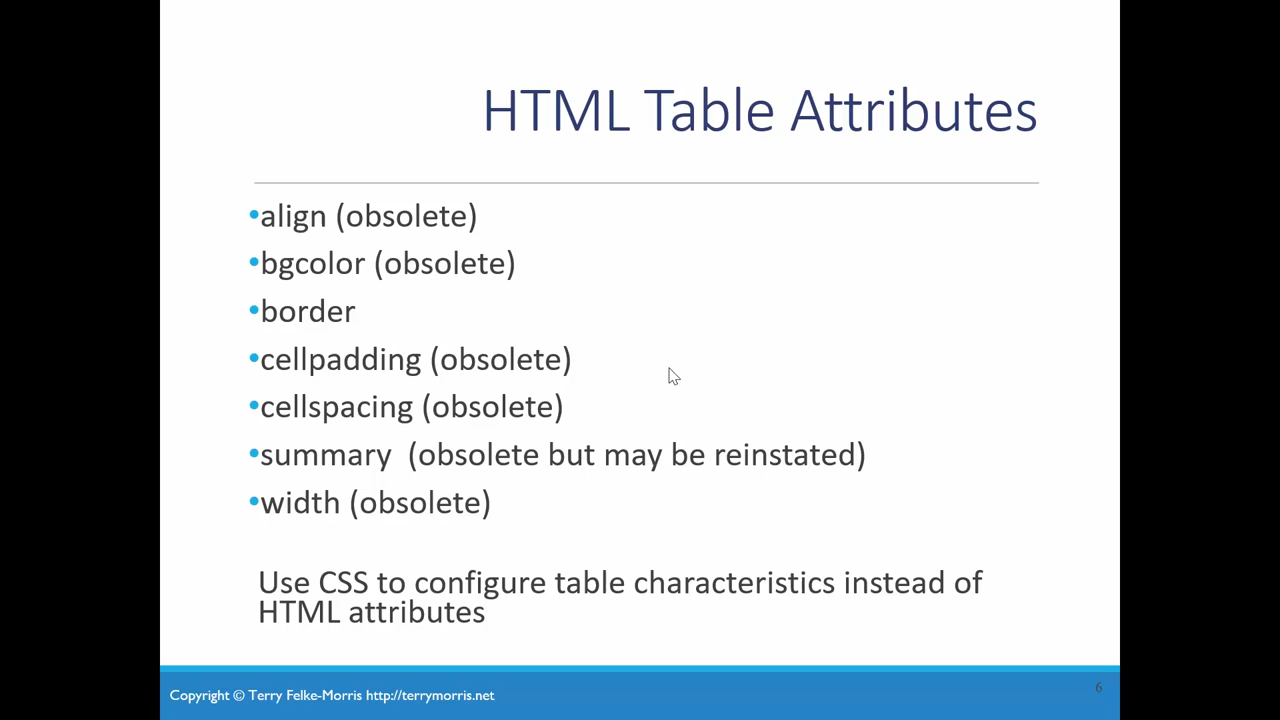 HTML Table Attributes
•align (obsolete)
•bgcolor (obsolete)
•border
•cellpadding (obsolete)
•cellspacing (obsolete)
•summary  (obsolete but may be reinstated)
•width (obsolete)
Use CSS to configure table characteristics instead of
HTML attributes
Copyright © Terry Felke-Morris http://terrymorris.net
6